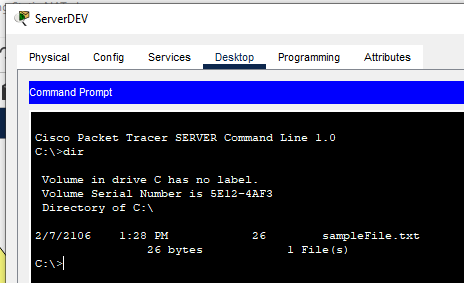 ServerDEV
Physical Config Services Desktop Programming Attributes
Command Prompt
Cisco Packet Tracer SERVER Command Line 1.0
C:\>dir
Volume in drive C has no label.
Volume Serial Number is 5E12-4AF3
Directory of C:\
2/7/2106 1:28 PM 26 sampleFile.txt
26 bytes 1 File(s)
C:\>